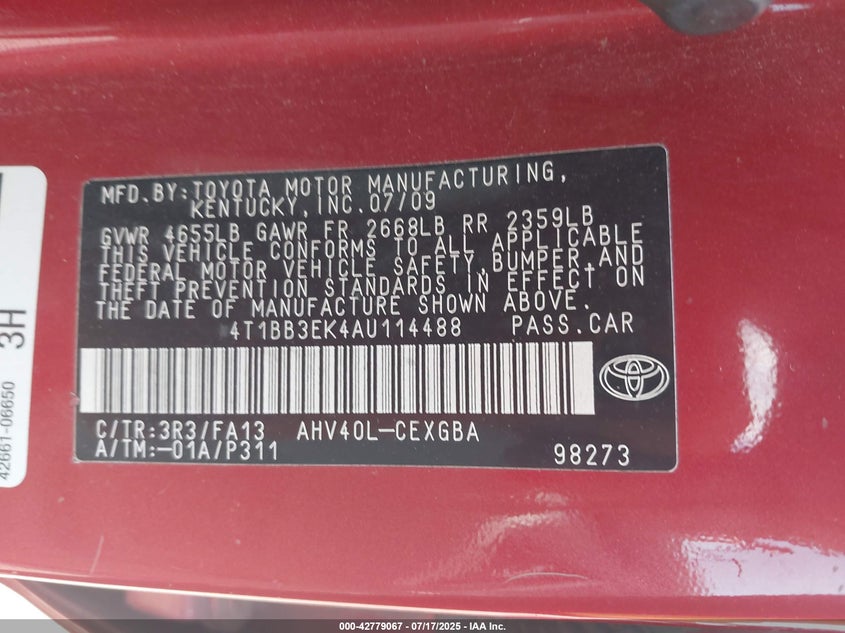 MFD.BY:TOYOTA MOTOR MANUFACTURING,
KENTUCKY,INC.07/09
GVWR 4655LB GAWR FR 2668LB RR 2359LB
THIS VEHICLE CONFORMS TO ALL APPLICABLE
FEDERAL MOTOR VEHICLE SAFETY,BUMPER,AND
THEFT PREVENTION STANDARDS IN EFFECT ON
THE DATE OF MANUFACTURE SHOWN ABOVE.
4T1BB3EK4AU114488 PASS.CAR
C/TR:3R3/FA13 AHV40L-CEXGBA
A/TM:-01A/P311 98273
3H
42661-06650
000-42779067 - 07/17/2025 - IAA Inc.